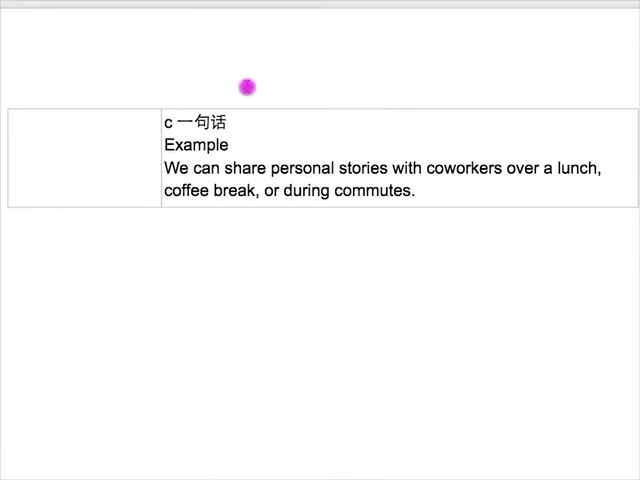 c 一句话
Example
We can share personal stories with coworkers over a lunch,
coffee break, or during commutes.